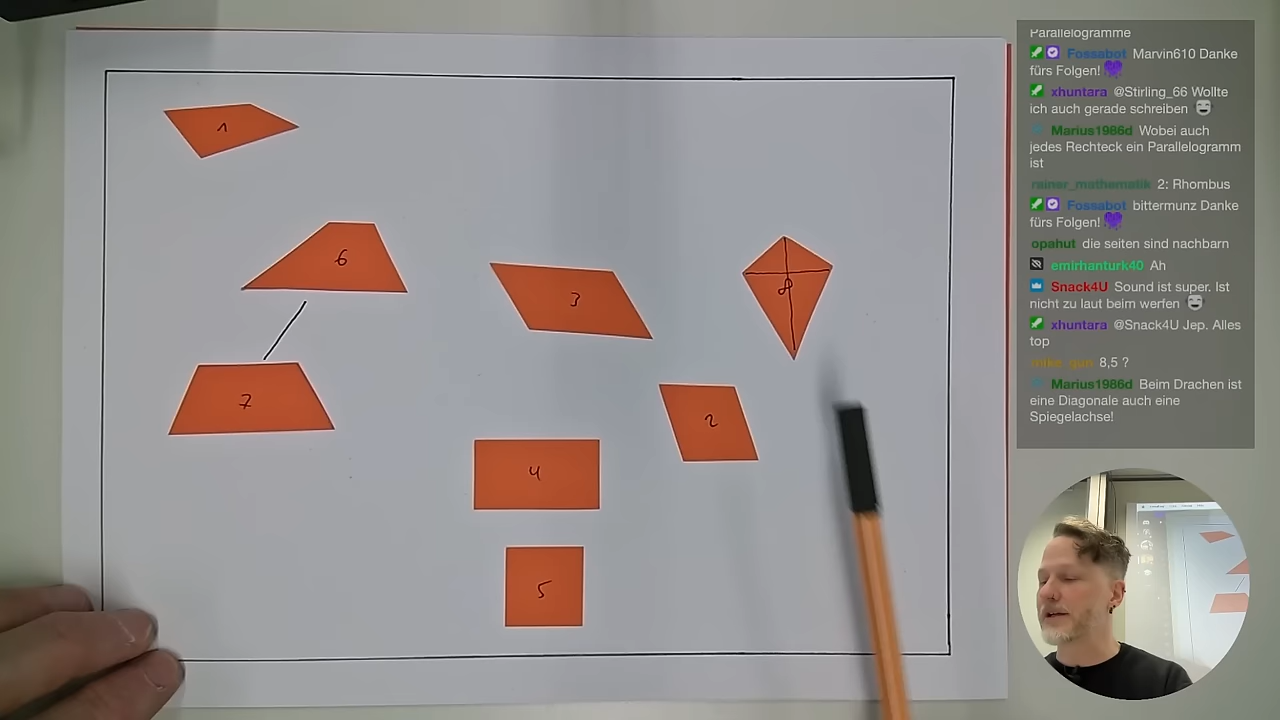 1
6
3
8
7
2
4
5
Parallelogramme
Fossabot Marvin610 Danke
fürs Folgen!
xhuntara @Stirling_66 Wollte
ich auch gerade schreiben
Marius1986d Wobei auch
jedes Rechteck ein Parallelogramm
ist
rainer_mathematik 2: Rhombus
Fossabot bittermunz Danke
fürs Folgen!
opahut die seiten sind nachbarn
emirhanturk40 Ah
Snack4U Sound ist super. Ist
nicht zu laut beim werfen
xhuntara @Snack4U Jep. Alles
top
8,5 ?
Marius1986d Beim Drachen ist
eine Diagonale auch eine
Spiegelachse!